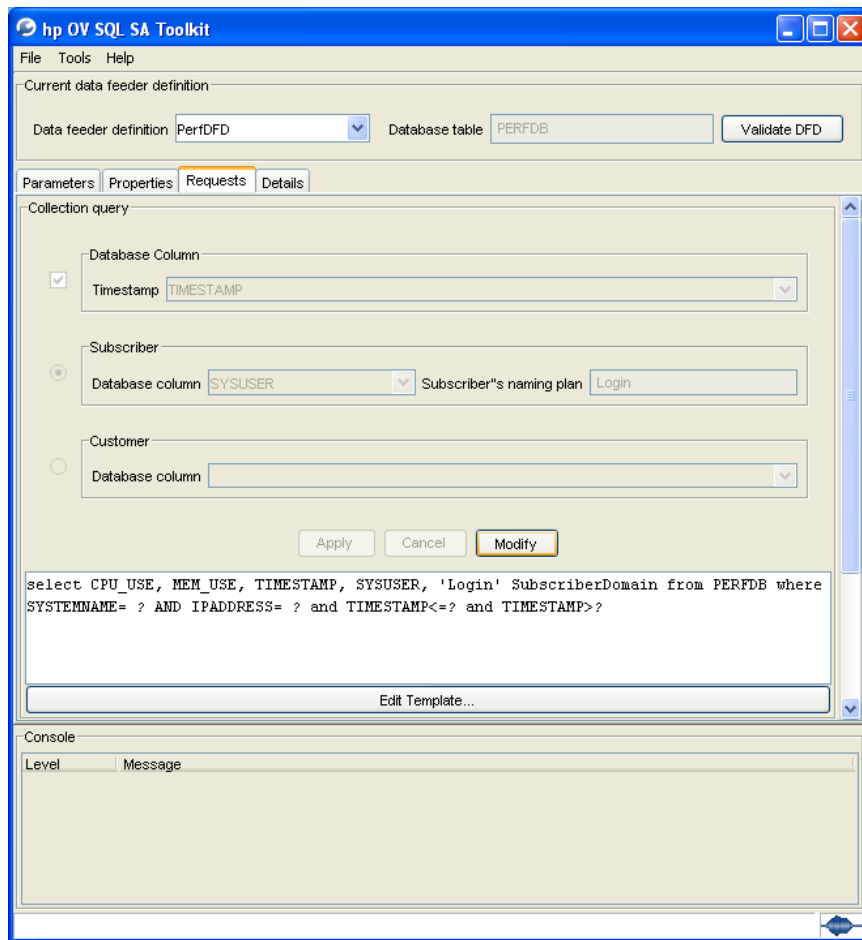 hp OV SQL SA Toolkit
File Tools Help
Current data feeder definition
Data feeder definition PerfDFD Database table PERFDB Validate DFD
Parameters Properties Requests Details
Collection query
Database Column
Timestamp TIMESTAMP
Subscriber
Database column SYSUSER Subscriber"s naming plan Login
Customer
Database column
Apply Cancel Modify
select CPU_USE, MEM_USE, TIMESTAMP, SYSUSER, 'Login' SubscriberDomain from PERFDB where
SYSTEMNAME= ? AND IPADDRESS= ? and TIMESTAMP<=? and TIMESTAMP>?
Edit Template...
Console
Level Message